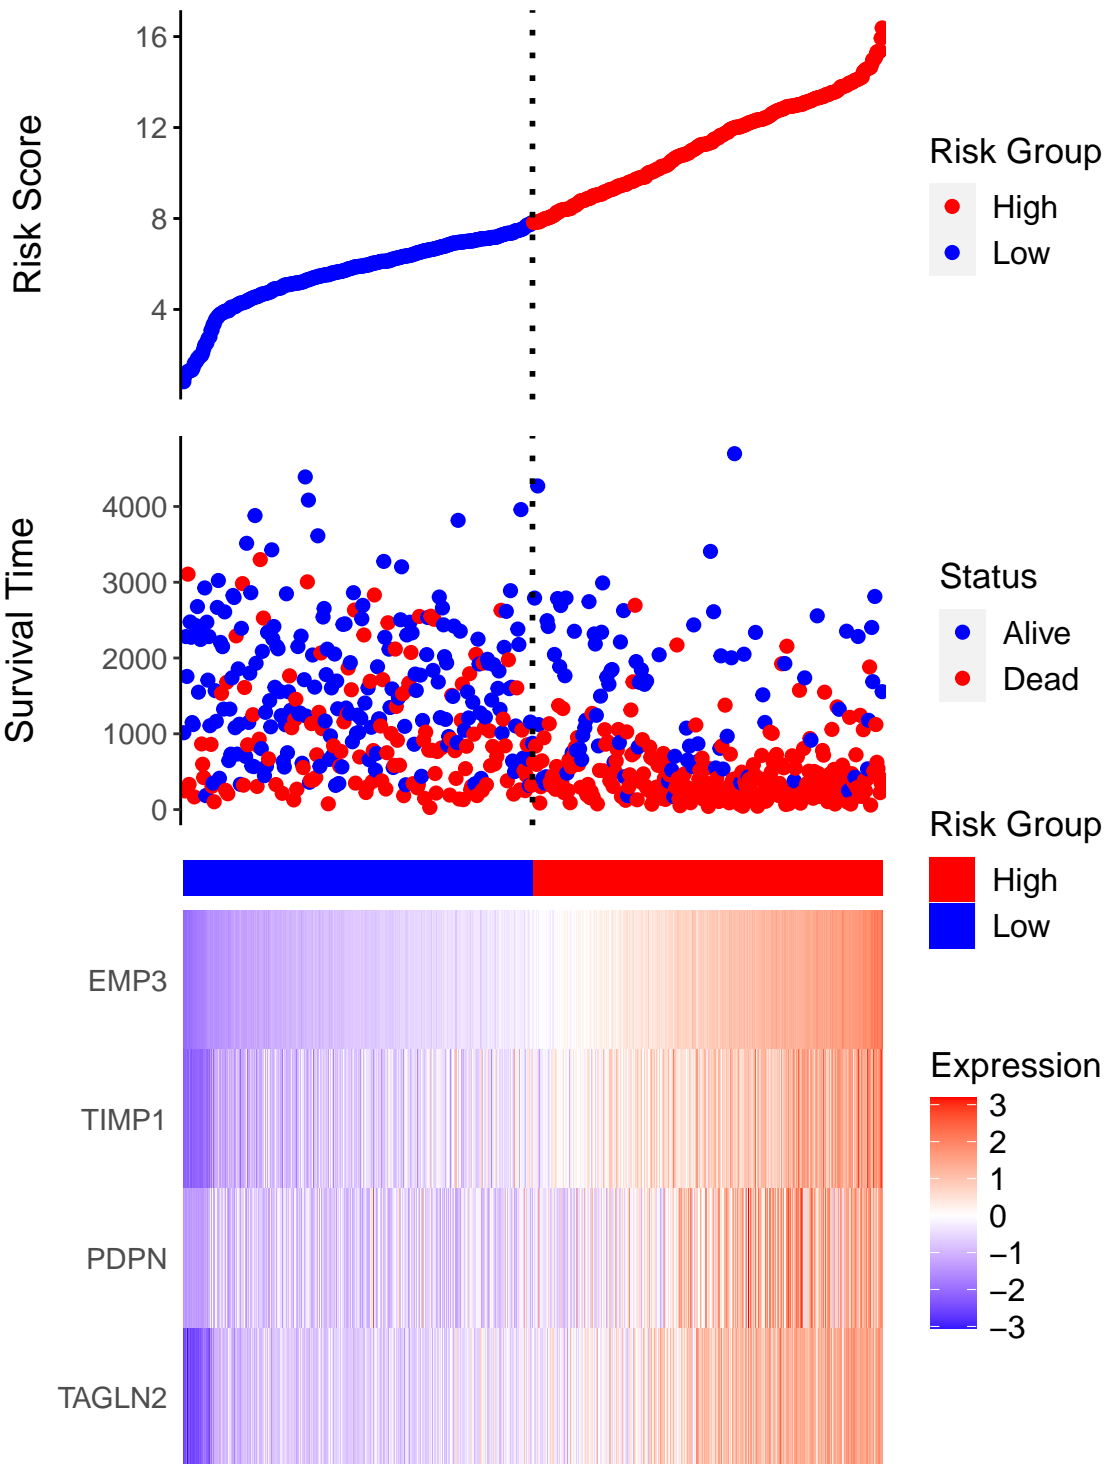 Risk Score
16
12
8
4
Risk Group
High
Low
Survival Time
4000
3000
2000
1000
0
Status
Alive
Dead
Risk Group
High
Low
EMP3
TIMP1
PDPN
TAGLN2
Expression
3
2
1
0
−1
−2
−3